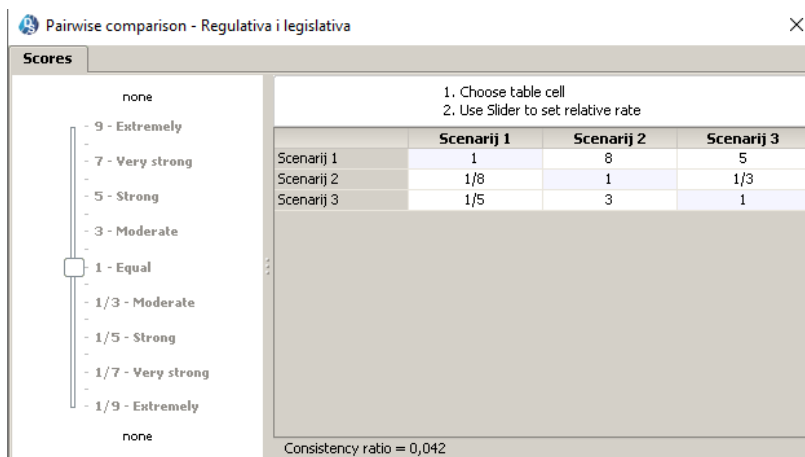 Pairwise comparison - Regulativa i legislativa
Scores
none
9 - Extremely
7 - Very strong
5 - Strong
3 - Moderate
1 - Equal
1/3 - Moderate
1/5 - Strong
1/7 - Very strong
1/9 - Extremely
none
1. Choose table cell
2. Use Slider to set relative rate
Scenarij 1 Scenarij 2 Scenarij 3
Scenarij 1 1 8 5
Scenarij 2 1/8 1 1/3
Scenarij 3 1/5 3 1
Consistency ratio = 0,042